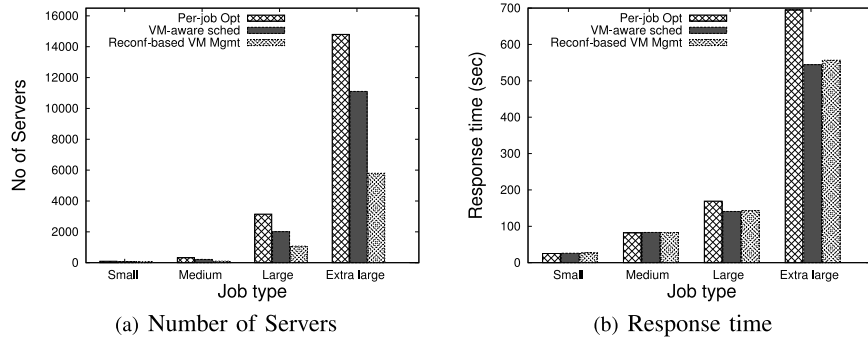 Per-job Opt
VM-aware sched
Reconf-based VM Mgmt
16000
14000
12000
10000
8000
6000
4000
2000
0
No of Servers
Small Medium Large Extra large
Job type
(a) Number of Servers
Per-job Opt
VM-aware sched
Reconf-based VM Mgmt
700
600
500
400
300
200
100
0
Response time (sec)
Small Medium Large Extra large
Job type
(b) Response time